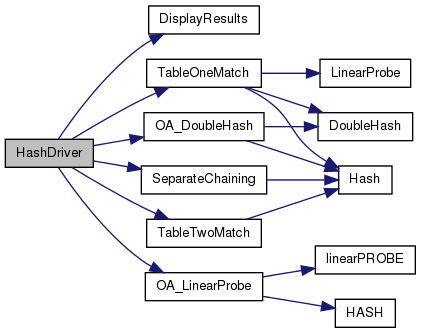 DisplayResults
TableOneMatch
LinearProbe
OA_DoubleHash
DoubleHash
HashDriver
SeparateChaining
Hash
TableTwoMatch
linearPROBE
OA_LinearProbe
HASH